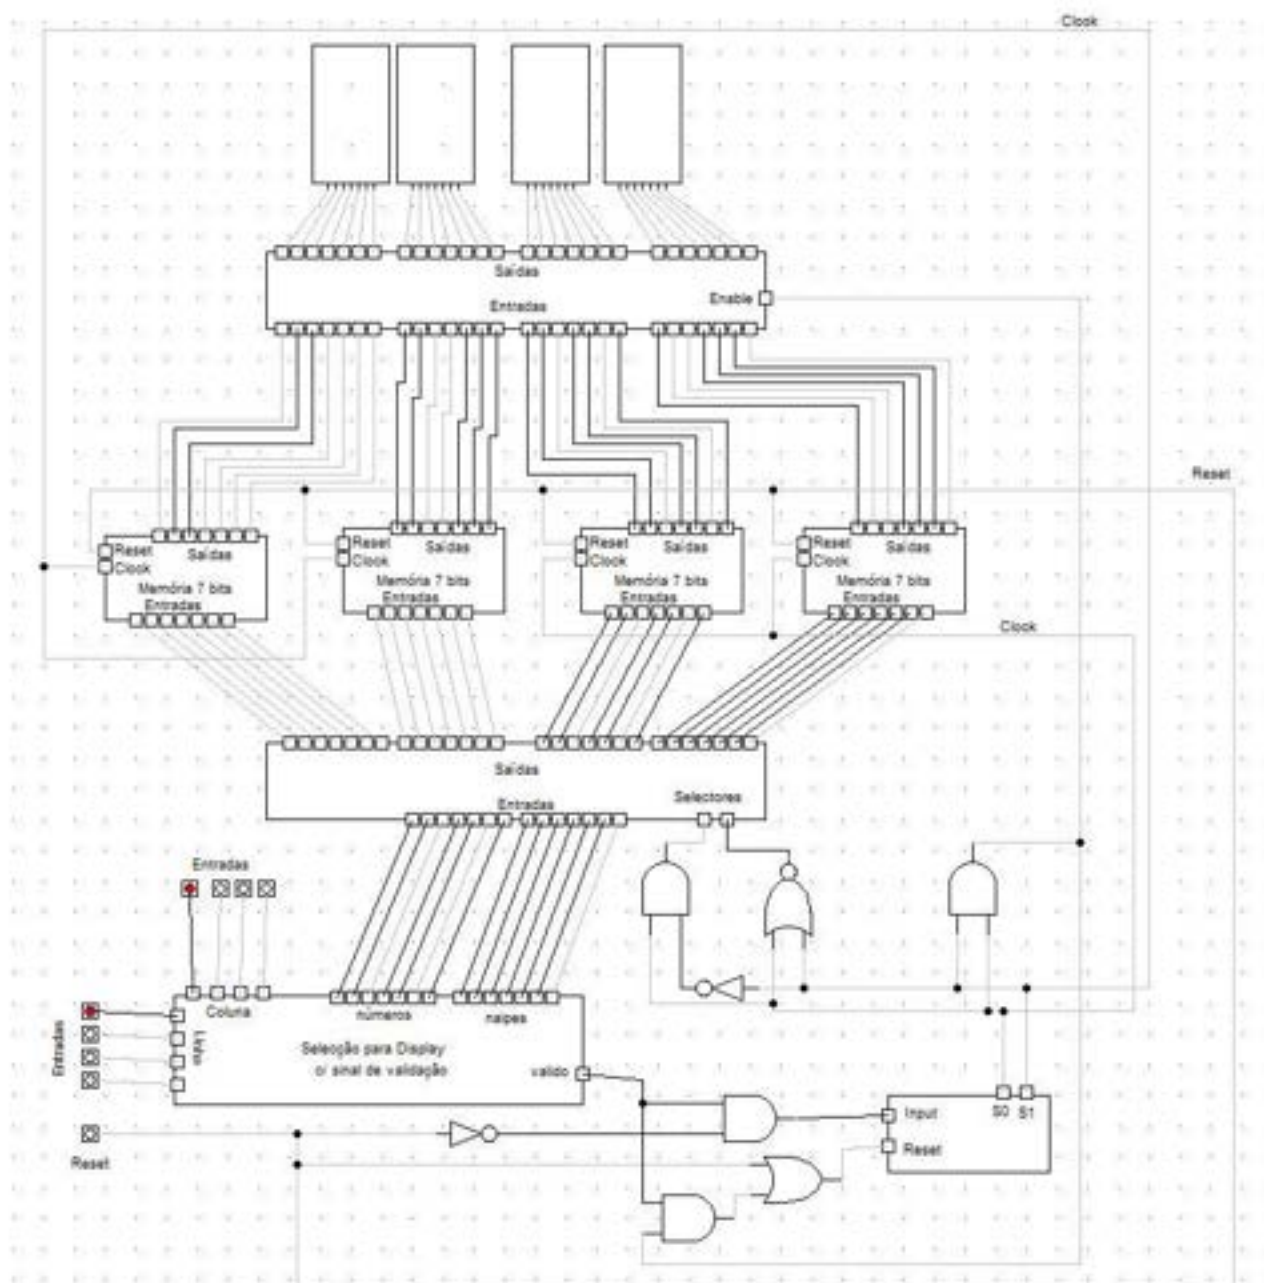 Clock
Saídas
Entradas
Enable
Reset
Reset
Clock
Saídas
Memória 7 bits
Entradas
Reset
Clock
Saídas
Memória 7 bits
Entradas
Reset
Clock
Saídas
Memória 7 bits
Entradas
Reset
Clock
Saídas
Memória 7 bits
Entradas
Clock
Saídas
Entradas
Selectores
Entradas
Entradas
Coluna
Linha
números
naipes
Selecção para Display
c/ sinal de validação
valido
Reset
Input
Reset
S0
S1